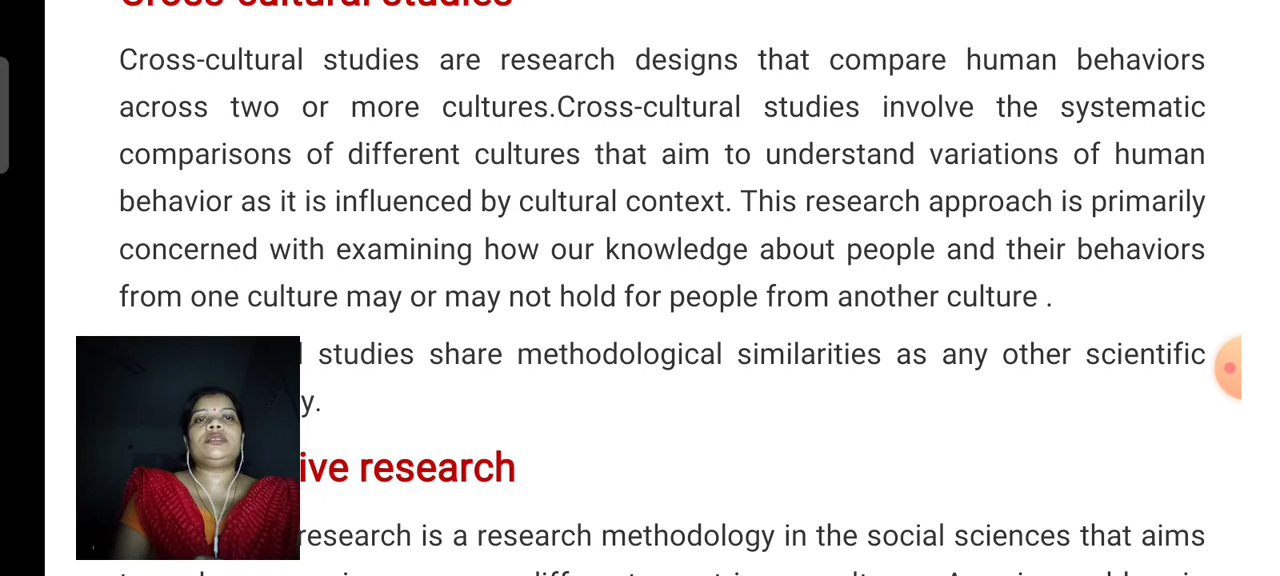 Cross-cultural studies
Cross-cultural studies are research designs that compare human behaviors
across two or more cultures.Cross-cultural studies involve the systematic
comparisons of different cultures that aim to understand variations of human
behavior as it is influenced by cultural context. This research approach is primarily
concerned with examining how our knowledge about people and their behaviors
from one culture may or may not hold for people from another culture .
l studies share methodological similarities as any other scientific
y.
ive research
research is a research methodology in the social sciences that aims